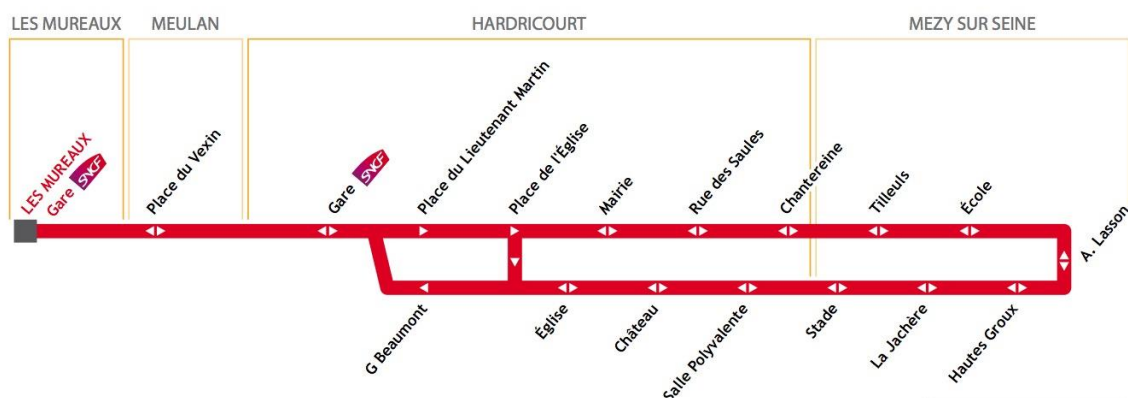 LES MUREAUX
MEULAN
HARDRICOURT
MEZY SUR SEINE
LES MUREAUX
Gare SNCF
Place du Vexin
Gare SNCF
Place du Lieutenant Martin
Place de l'Église
Mairie
Rue des Saules
Chantereine
Tilleuls
École
A. Lasson
G Beaumont
Église
Château
Salle Polyvalente
Stade
La Jachère
Hautes Groux